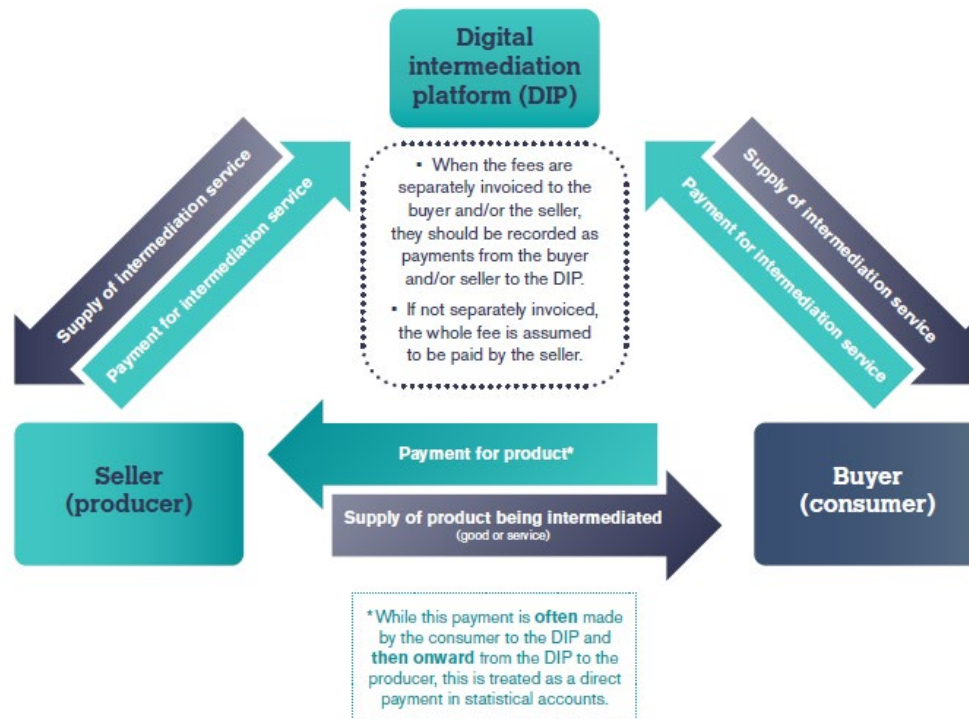 Digital
intermediation
platform (DIP)
Supply of intermediation service
Payment for intermediation service
▪ When the fees are
separately invoiced to the
buyer and/or the seller,
they should be recorded as
payments from the buyer
and/or seller to the DIP.
▪ If not separately invoiced,
the whole fee is assumed
to be paid by the seller.
Payment for intermediation service
Supply of intermediation service
Seller
(producer)
Payment for product*
Supply of product being intermediated
(good or service)
Buyer
(consumer)
* While this payment is often made
by the consumer to the DIP and
then onward from the DIP to the
producer, this is treated as a direct
payment in statistical accounts.